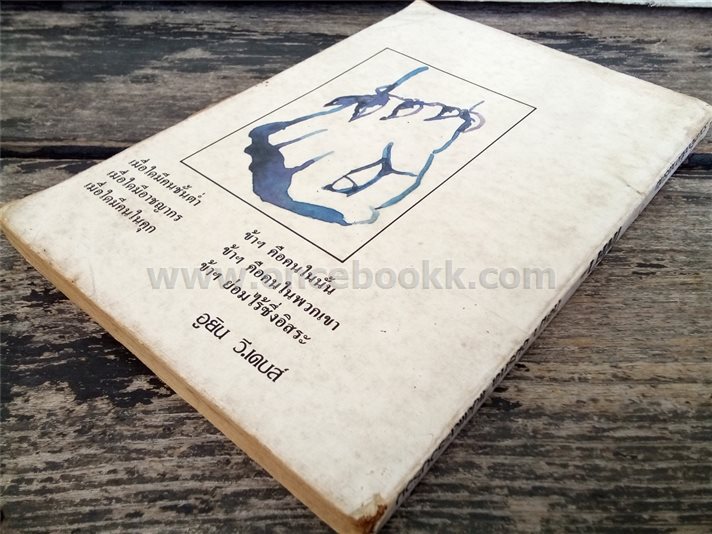 เมื่อใดมีคนชั้นต่ำ ข้าฯ คือคนในนั้น
เมื่อใดมีอาชญากร ข้าฯ คือคนในพวกเขา
เมื่อใดมีคนในคุก ข้าฯ ย่อมไร้ซึ่งอิสระ
อูยีน วี.เดบส์
www.oncebookk.com